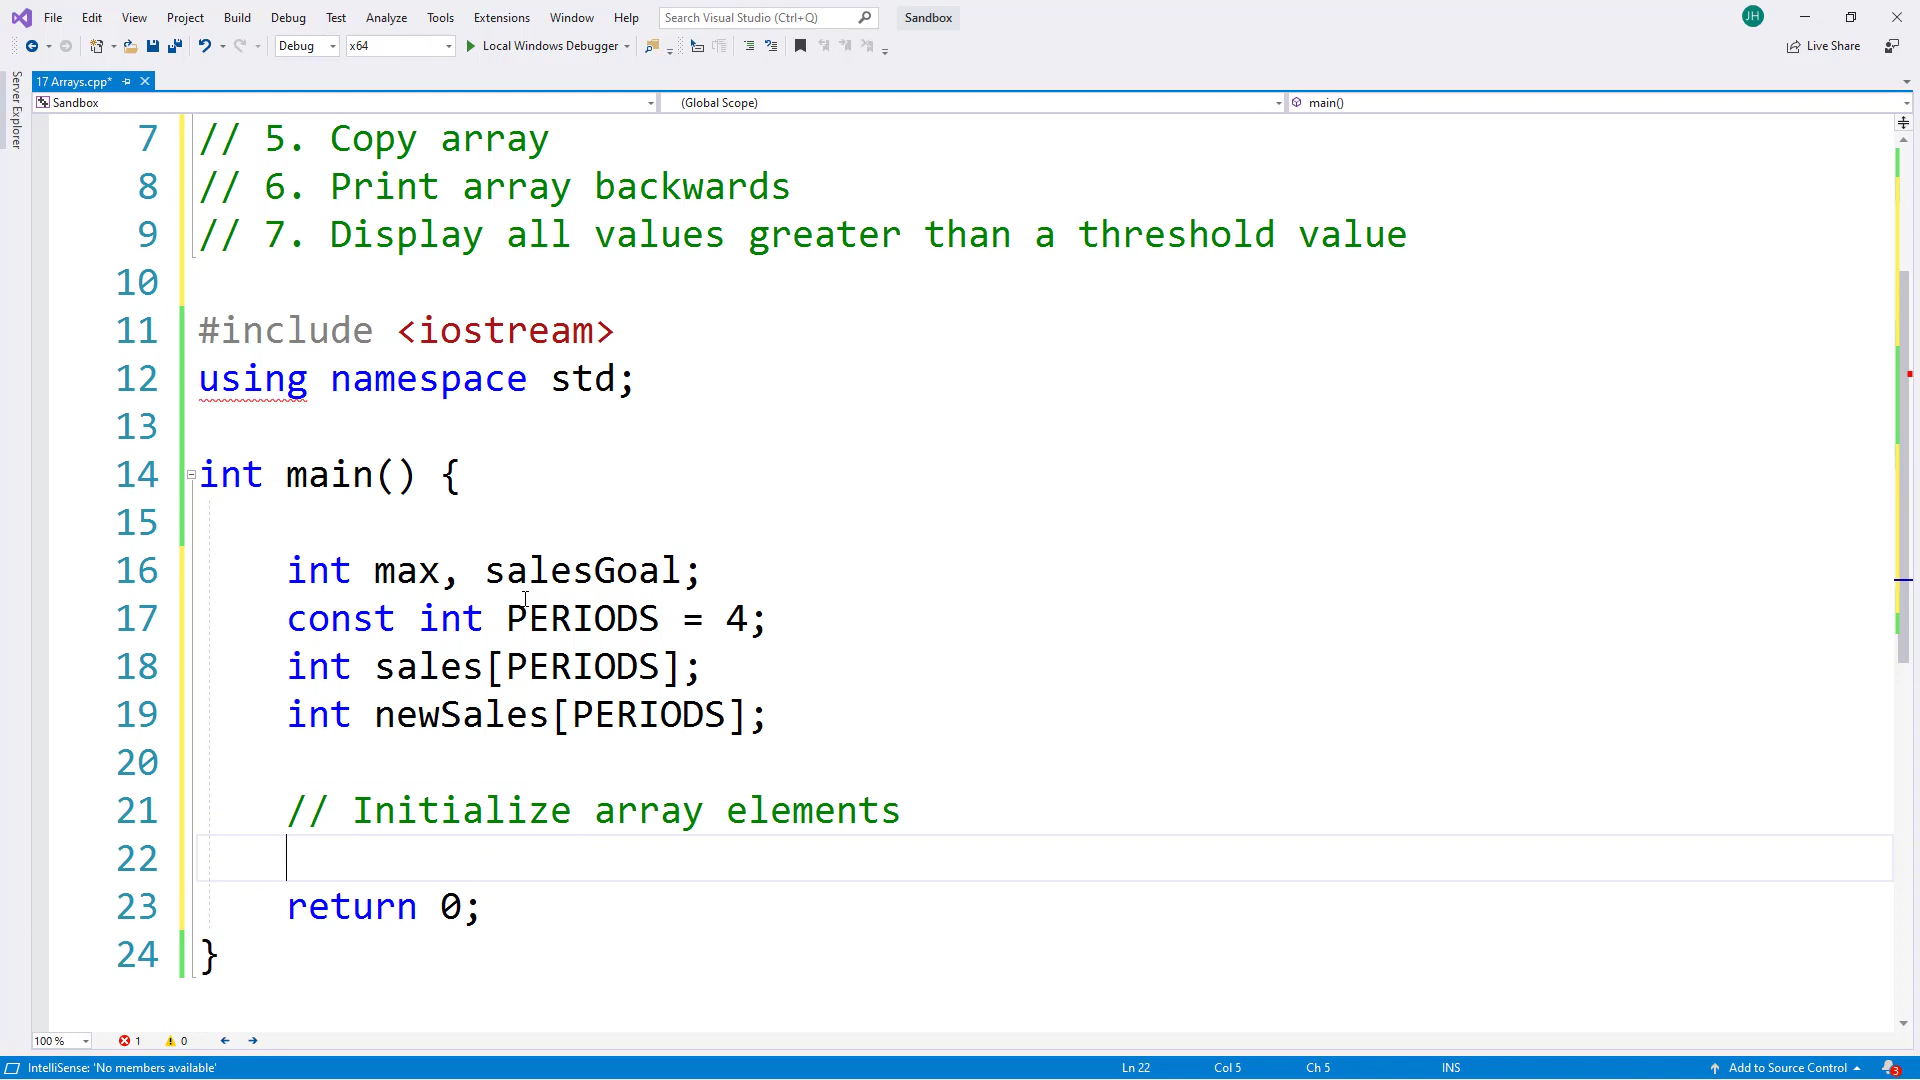 File Edit View Project Build Debug Test Analyze Tools Extensions Window Help Search Visual Studio (Ctrl+Q) Sandbox JH
Debug x64 Local Windows Debugger Live Share
Server Explorer
17 Arrays.cpp*
Sandbox (Global Scope) main()
7 // 5. Copy array
8 // 6. Print array backwards
9 // 7. Display all values greater than a threshold value
10
11 #include <iostream>
12 using namespace std;
13
14 int main() {
15
16 int max, salesGoal;
17 const int PERIODS = 4;
18 int sales[PERIODS];
19 int newSales[PERIODS];
20
21 // Initialize array elements
22
23 return 0;
24 }
100 % 1 0
IntelliSense: 'No members available' Ln 22 Col 5 Ch 5 INS Add to Source Control 3